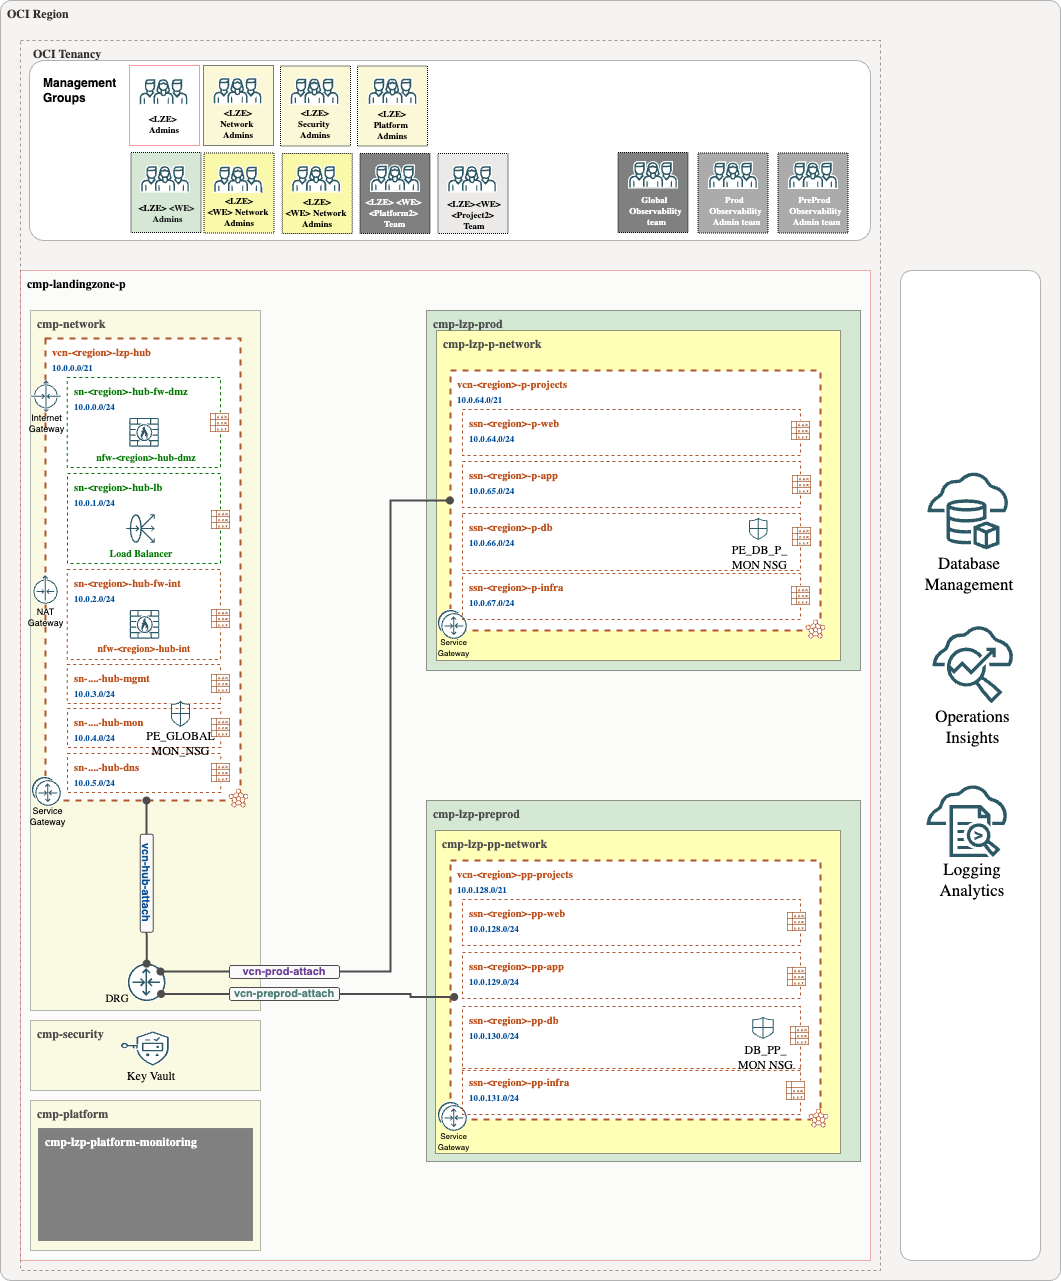 OCI Region
OCI Tenancy
Management
Groups
<LZE>
Admins
<LZE>
Network
Admins
<LZE>
Security
Admins
<LZE>
Platform
Admins
<LZE> <WE>
Admins
<LZE>
<WE> Network
Admins
<LZE>
<WE> Network
Admins
<LZE> <WE>
<Platform2>
Team
<LZE><WE>
<Project2>
Team
Global
Observability
team
Prod
Observability
Admin team
PreProd
Observability
Admin team
cmp-landingzone-p
cmp-network
vcn-<region>-lzp-hub
10.0.0.0/21
sn-<region>-hub-fw-dmz
10.0.0.0/24
nfw-<region>-hub-dmz
Internet
Gateway
sn-<region>-hub-lb
10.0.1.0/24
Load Balancer
sn-<region>-hub-fw-int
10.0.2.0/24
nfw-<region>-hub-int
NAT
Gateway
sn-....-hub-mgmt
10.0.3.0/24
sn-....-hub-mon
10.0.4.0/24
PE_GLOBAL_
MON_NSG
sn-....-hub-dns
10.0.5.0/24
Service
Gateway
vcn-hub-attach
DRG
vcn-prod-attach
vcn-preprod-attach
cmp-security
Key Vault
cmp-platform
cmp-lzp-platform-monitoring
cmp-lzp-prod
cmp-lzp-p-network
vcn-<region>-p-projects
10.0.64.0/21
ssn-<region>-p-web
10.0.64.0/24
ssn-<region>-p-app
10.0.65.0/24
ssn-<region>-p-db
10.0.66.0/24
PE_DB_P_
MON NSG
ssn-<region>-p-infra
10.0.67.0/24
Service
Gateway
cmp-lzp-preprod
cmp-lzp-pp-network
vcn-<region>-pp-projects
10.0.128.0/21
ssn-<region>-pp-web
10.0.128.0/24
ssn-<region>-pp-app
10.0.129.0/24
ssn-<region>-pp-db
10.0.130.0/24
DB_PP_
MON NSG
ssn-<region>-pp-infra
10.0.131.0/24
Service
Gateway
Database
Management
Operations
Insights
Logging
Analytics